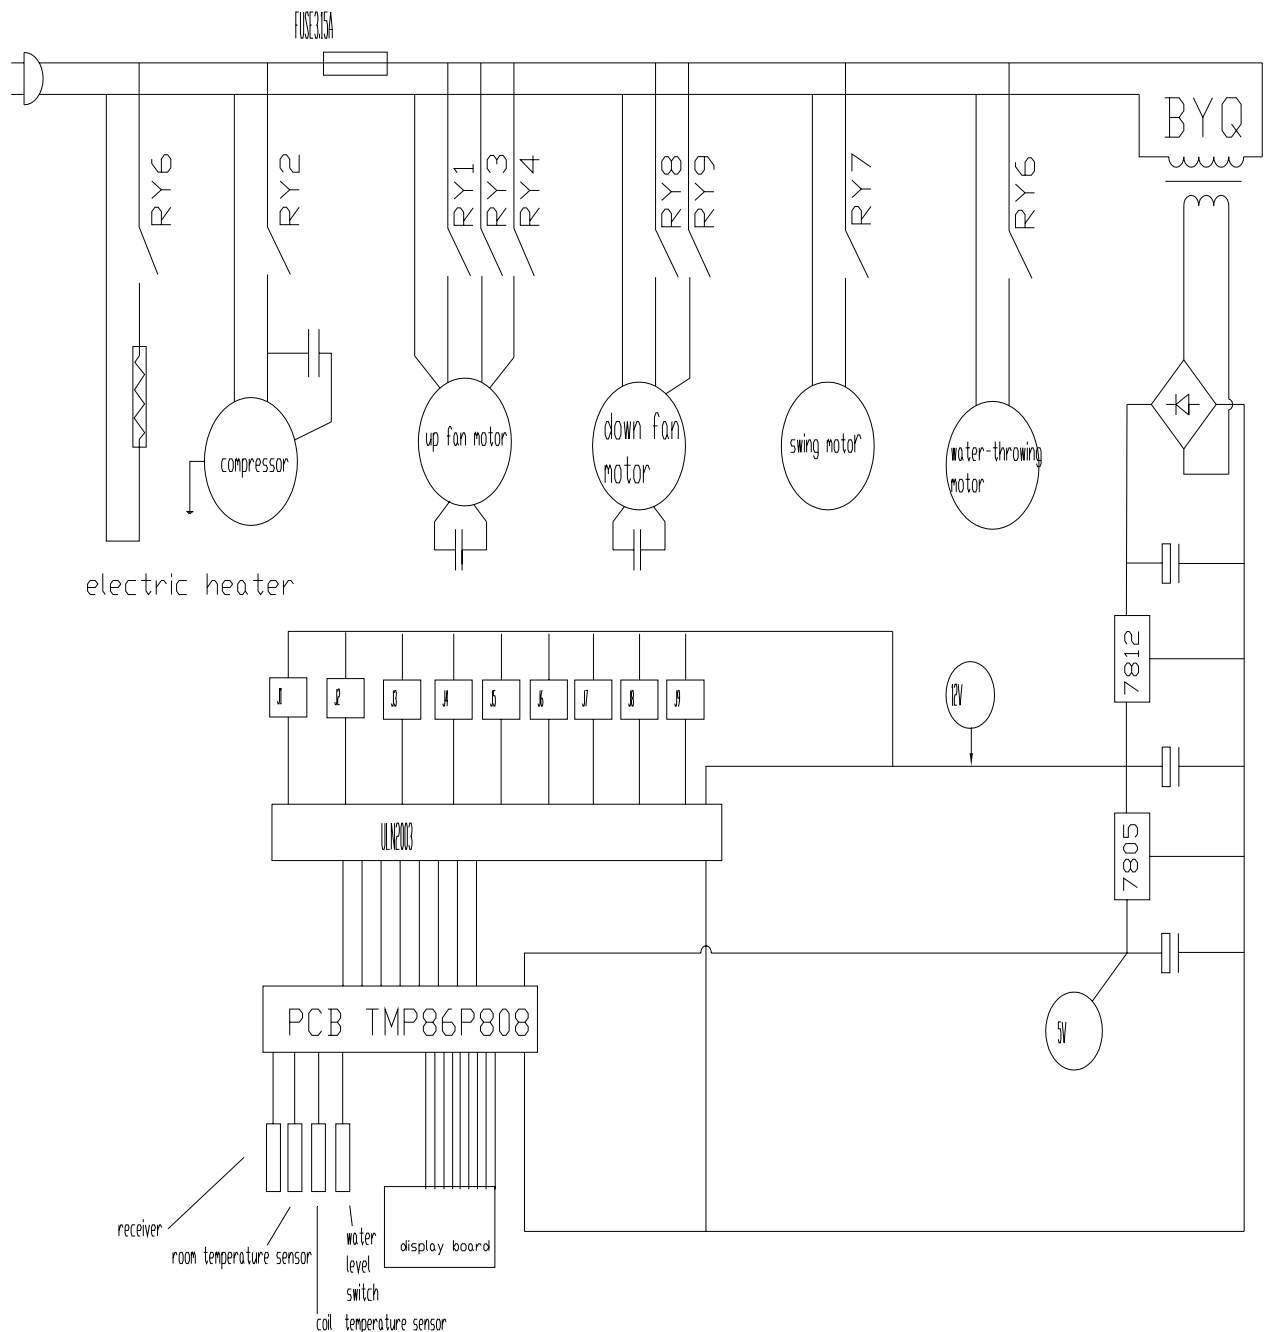 FUSE3.15A
BYQ
RY6
RY2
RY1
RY3
RY4
RY8
RY9
RY7
RY6
compressor
up fan motor
down fan
motor
swing motor
water-throwing
motor
electric heater
7812
J1
J2
J3
J4
J5
J6
J7
J8
J9
12V
ULN2003
7805
PCB TMP86P808
5V
receiver
room temperature sensor
water
level
switch
coil temperature sensor
display board